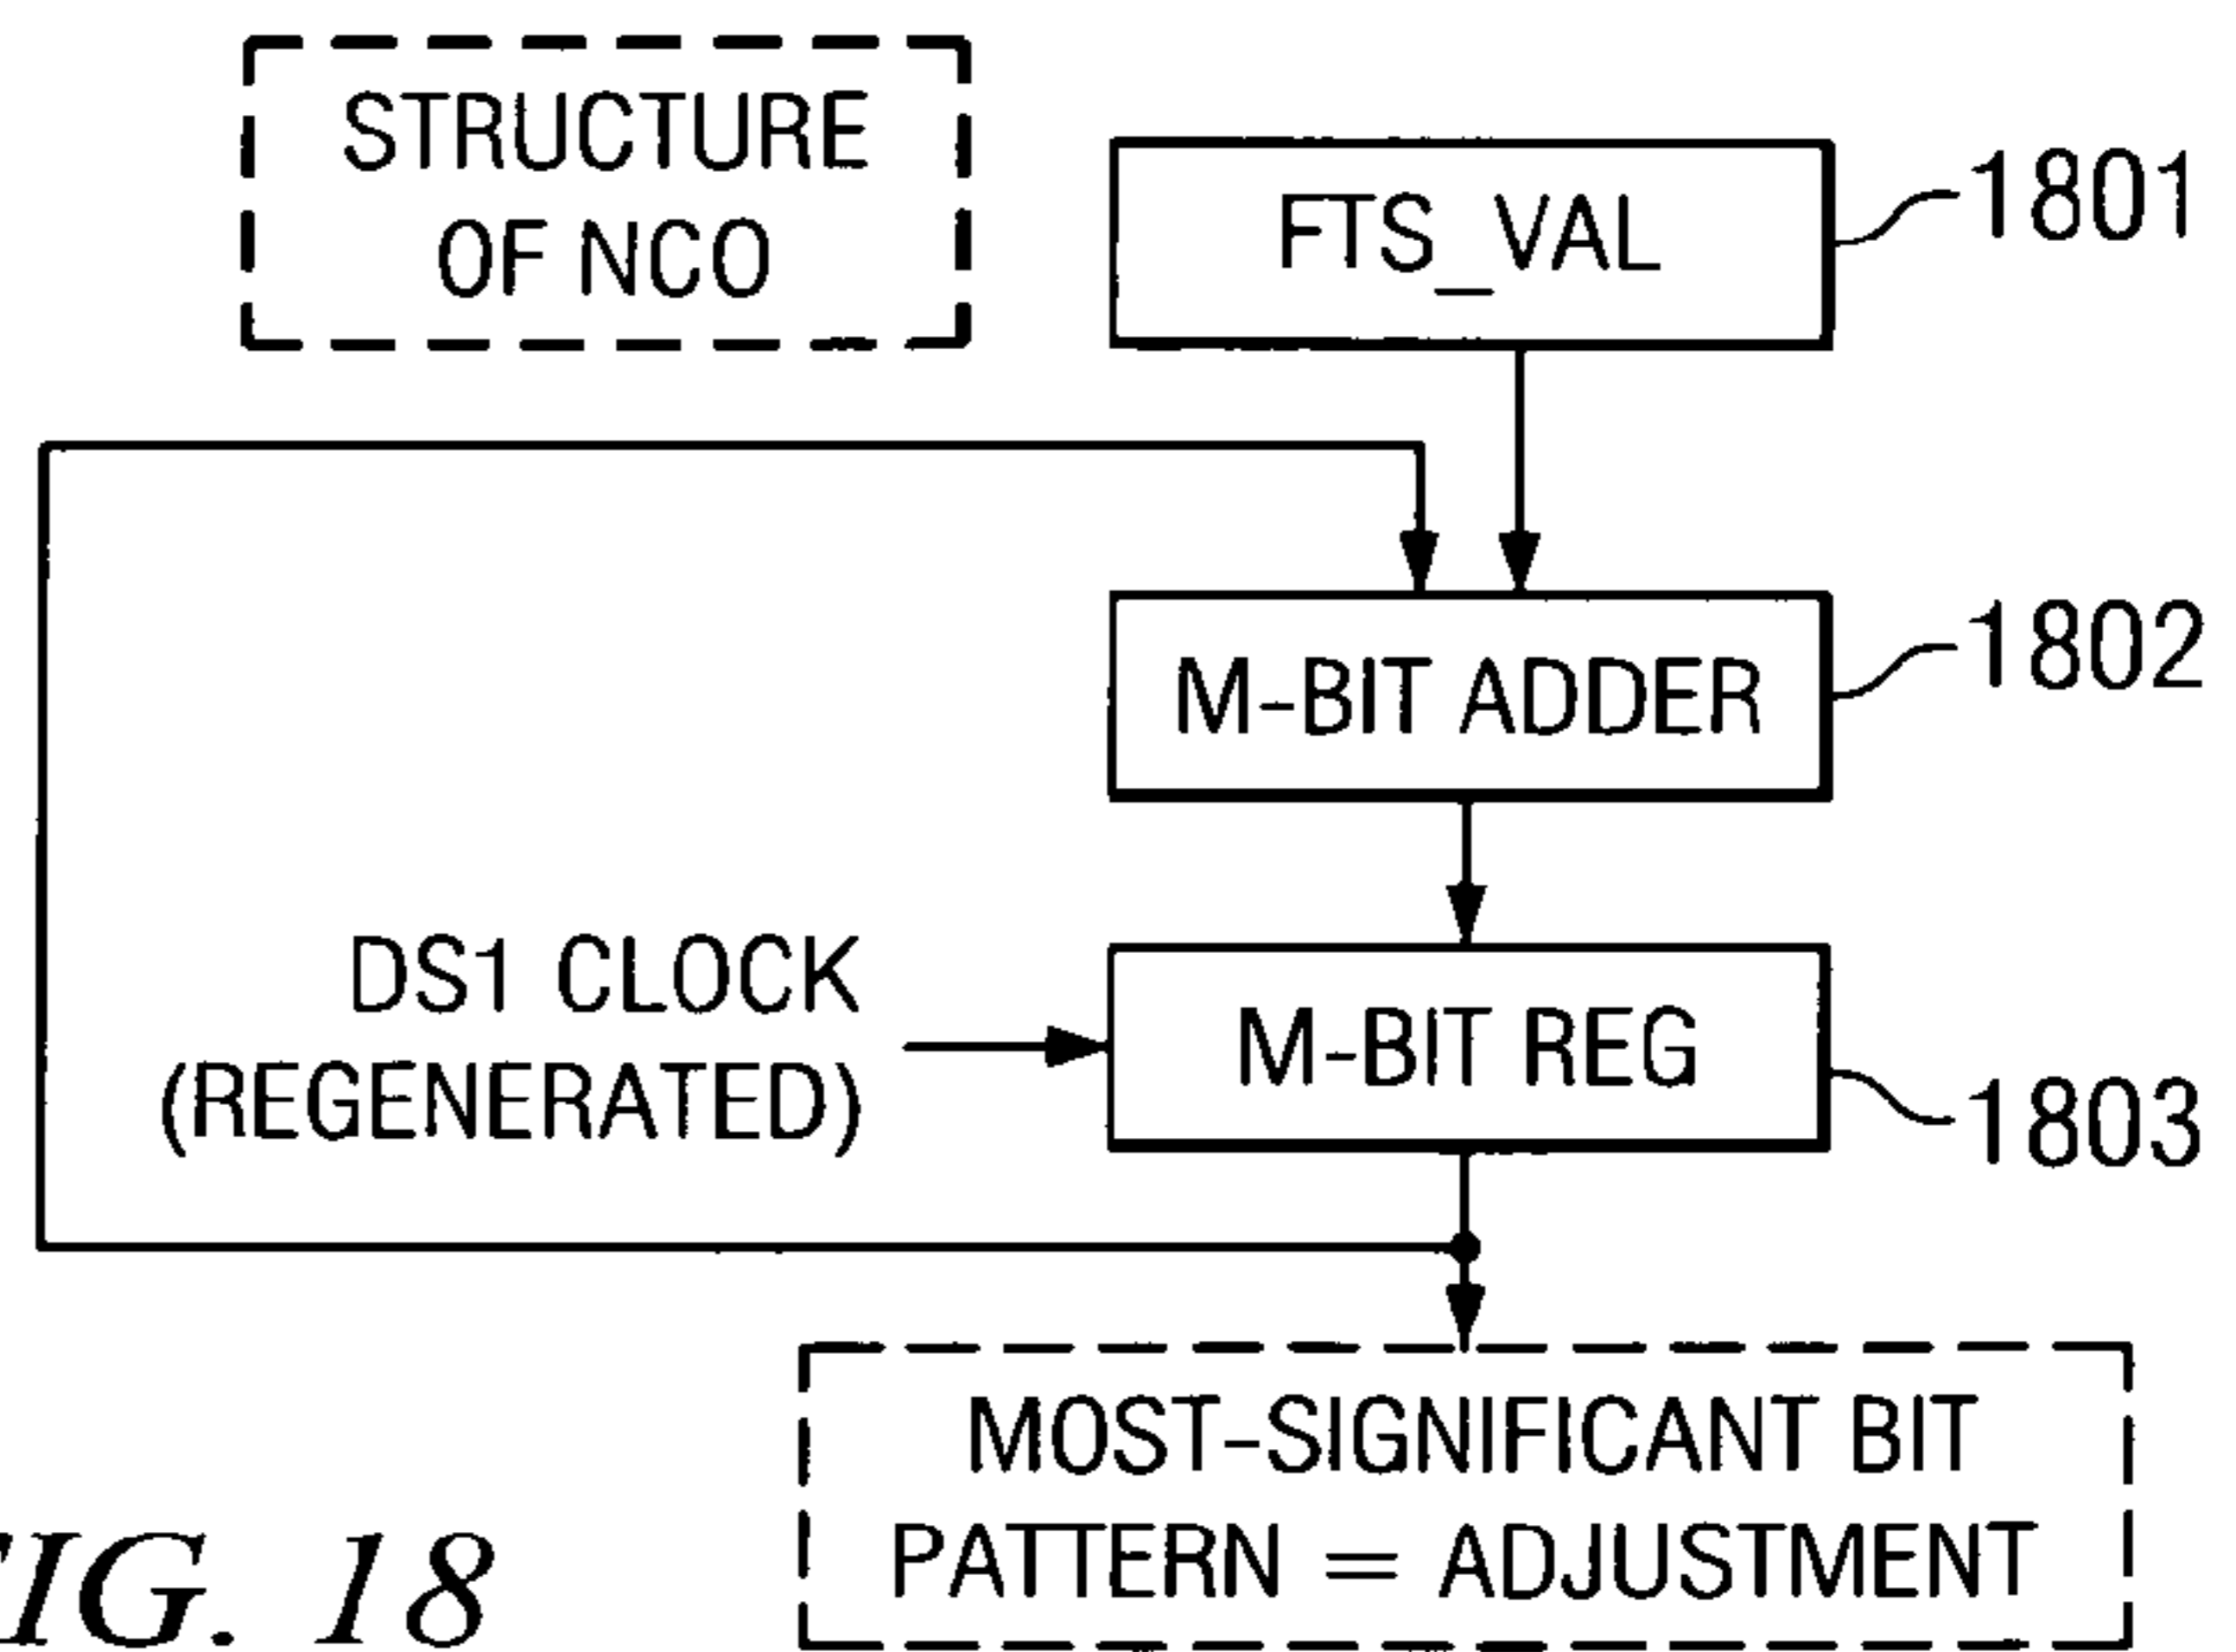 STRUCTURE
OF NCO
FTS_VAL
1801
M-BIT ADDER
1802
DS1 CLOCK
(REGENERATED)
M-BIT REG
1803
MOST-SIGNIFICANT BIT
PATTERN = ADJUSTMENT
FIG. 18